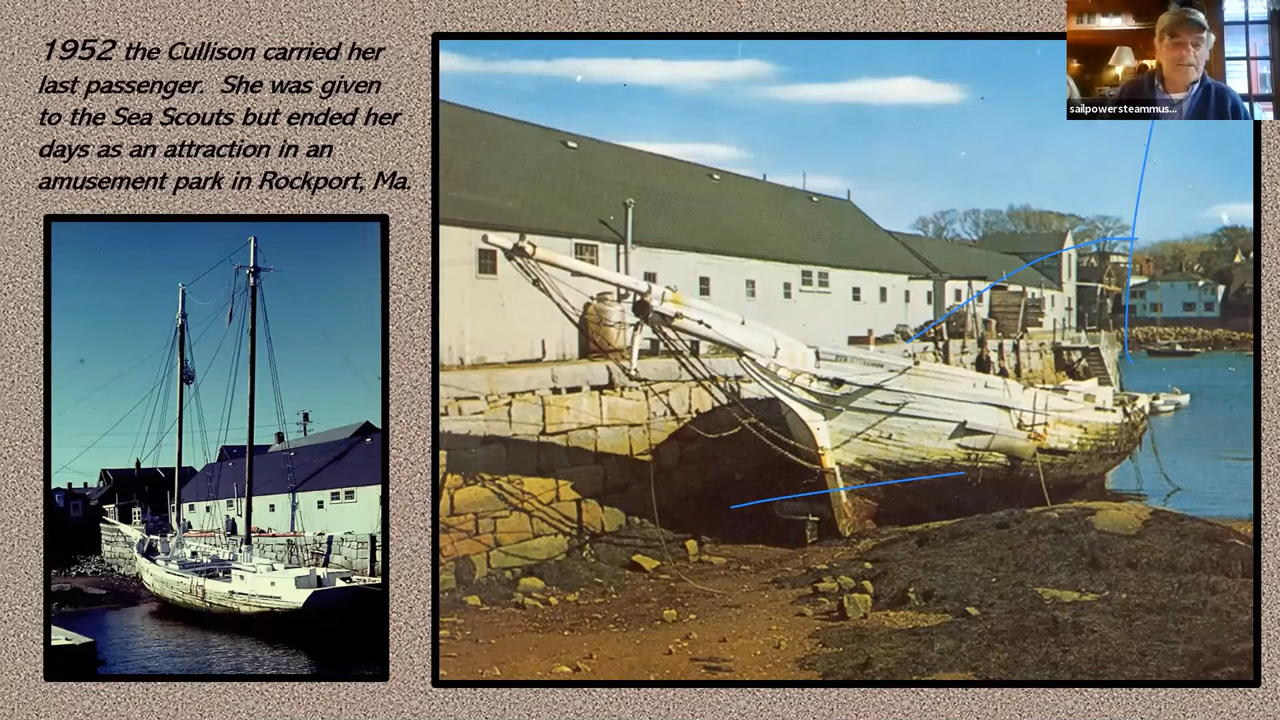 1952 the Cullison carried her
last passenger.  She was given
to the Sea Scouts but ended her
days as an attraction in an
amusement park in Rockport, Ma.
sailpowersteammus...